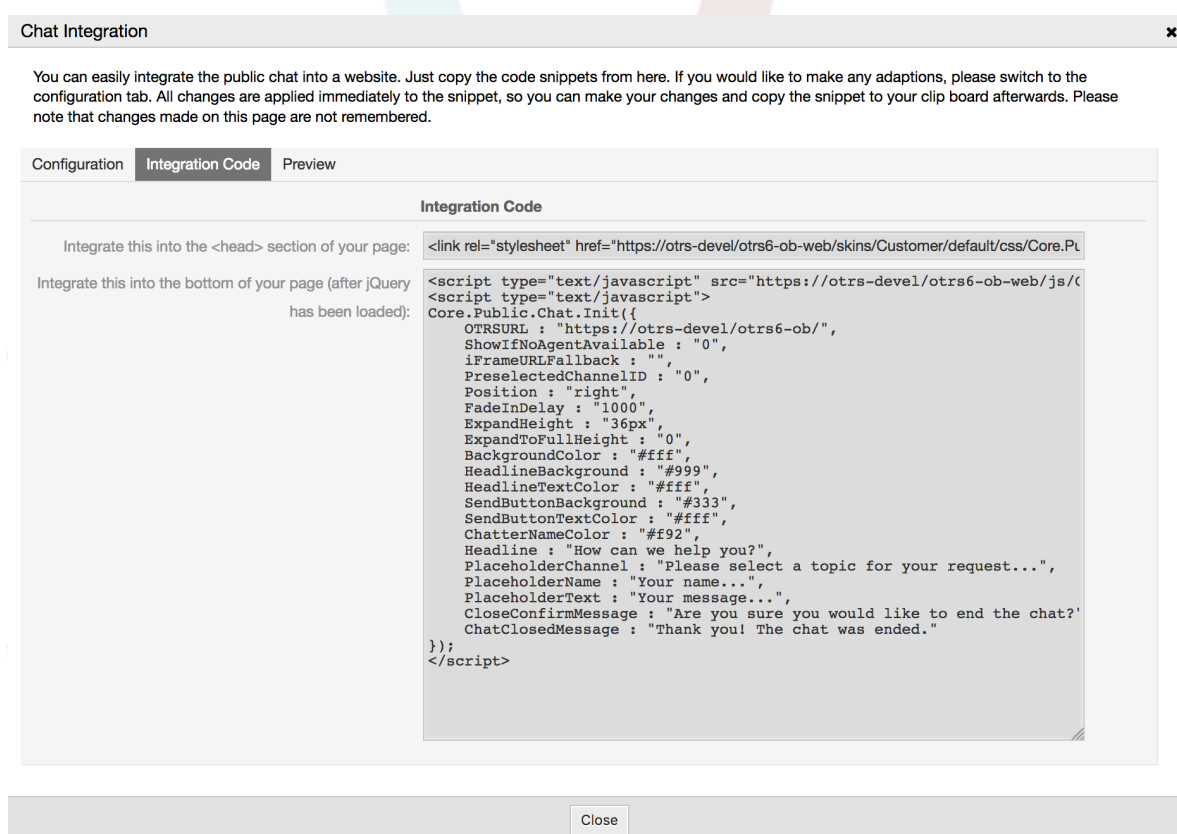 Chat Integration
You can easily integrate the public chat into a website. Just copy the code snippets from here. If you would like to make any adaptions, please switch to the
configuration tab. All changes are applied immediately to the snippet, so you can make your changes and copy the snippet to your clip board afterwards. Please
note that changes made on this page are not remembered.
Configuration Integration Code Preview
Integration Code
Integrate this into the <head> section of your page: <link rel="stylesheet" href="https://otrs-devel/otrs6-ob-web/skins/Customer/default/css/Core.Pu
Integrate this into the bottom of your page (after jQuery
has been loaded):
<script type="text/javascript" src="https://otrs-devel/otrs6-ob-web/js/
<script type="text/javascript">
Core.Public.Chat.Init({
    OTRSURL : "https://otrs-devel/otrs6-ob/",
    ShowIfNoAgentAvailable : "0",
    iFrameURLFallback : "",
    PreselectedChannelID : "0",
    Position : "right",
    FadeInDelay : "1000",
    ExpandHeight : "36px",
    ExpandToFullHeight : "0",
    BackgroundColor : "#fff",
    HeadlineBackground : "#999",
    HeadlineTextColor : "#fff",
    SendButtonBackground : "#333",
    SendButtonTextColor : "#fff",
    ChatterNameColor : "#f92",
    Headline : "How can we help you?",
    PlaceholderChannel : "Please select a topic for your request...",
    PlaceholderName : "Your name...",
    PlaceholderText : "Your message...",
    CloseConfirmMessage : "Are you sure you would like to end the chat?'
    ChatClosedMessage : "Thank you! The chat was ended."
});
</script>
Close